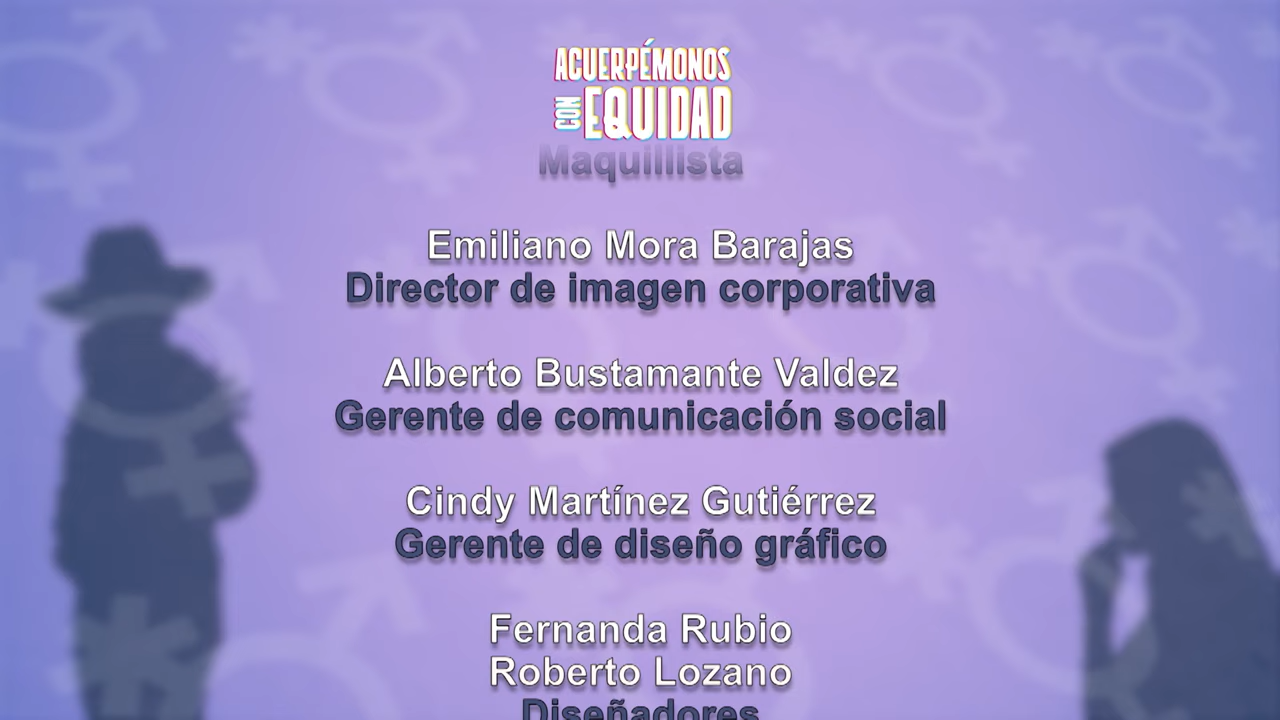 ACUERPÉMONOS
CON EQUIDAD
Maquillista
Emiliano Mora Barajas
Director de imagen corporativa
Alberto Bustamante Valdez
Gerente de comunicación social
Cindy Martínez Gutiérrez
Gerente de diseño gráfico
Fernanda Rubio
Roberto Lozano
Diseñadores